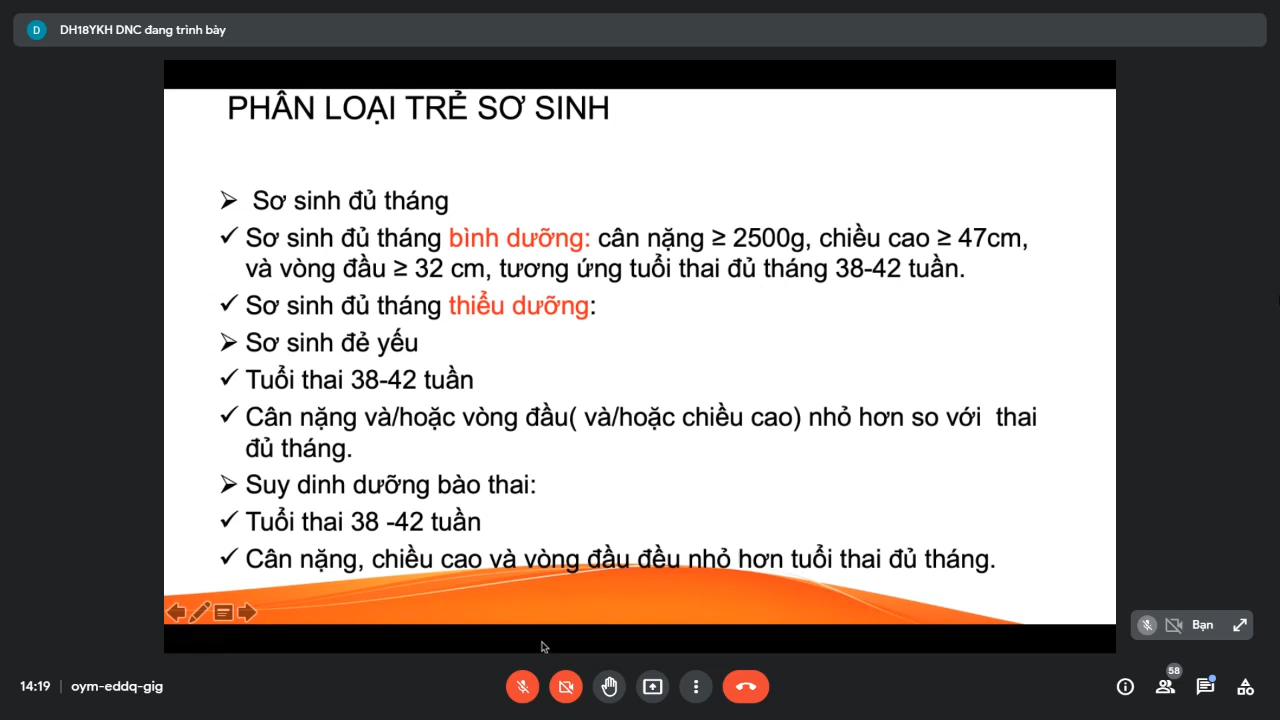 D
DH18YKH DNC đang trình bày
PHÂN LOẠI TRẺ SƠ SINH
➢ Sơ sinh đủ tháng
✓ Sơ sinh đủ tháng bình dưỡng: cân nặng ≥ 2500g, chiều cao ≥ 47cm,
và vòng đầu ≥ 32 cm, tương ứng tuổi thai đủ tháng 38-42 tuần.
✓ Sơ sinh đủ tháng thiểu dưỡng:
➢ Sơ sinh đẻ yếu
✓ Tuổi thai 38-42 tuần
✓ Cân nặng và/hoặc vòng đầu( và/hoặc chiều cao) nhỏ hơn so với  thai
đủ tháng.
➢ Suy dinh dưỡng bào thai:
✓ Tuổi thai 38 -42 tuần
✓ Cân nặng, chiều cao và vòng đầu đều nhỏ hơn tuổi thai đủ tháng.
Bạn
14:19 | oym-eddq-gig
58